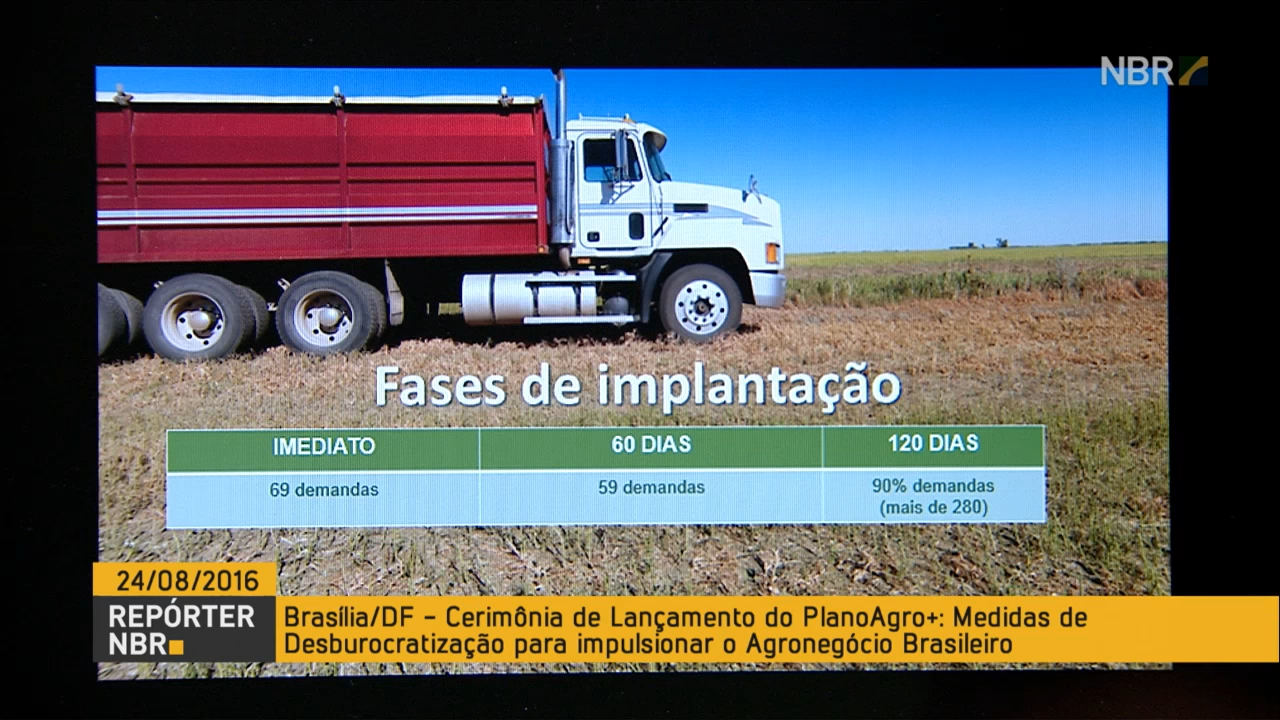 NBR
Fases de implantação
IMEDIATO 60 DIAS 120 DIAS
69 demandas 59 demandas 90% demandas
(mais de 280)
24/08/2016
REPÓRTER
NBR
Brasília/DF - Cerimônia de Lançamento do PlanoAgro+: Medidas de
Desburocratização para impulsionar o Agronegócio Brasileiro